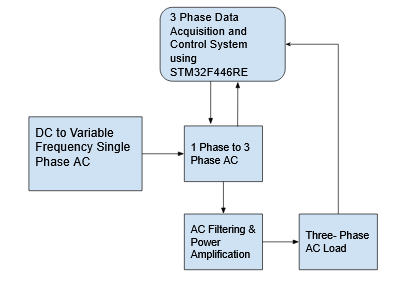 3 Phase Data
Acquisition and
Control System
using
STM32F446RE
DC to Variable
Frequency Single
Phase AC
1 Phase to 3
Phase AC
AC Filtering &
Power
Amplification
Three- Phase
AC Load